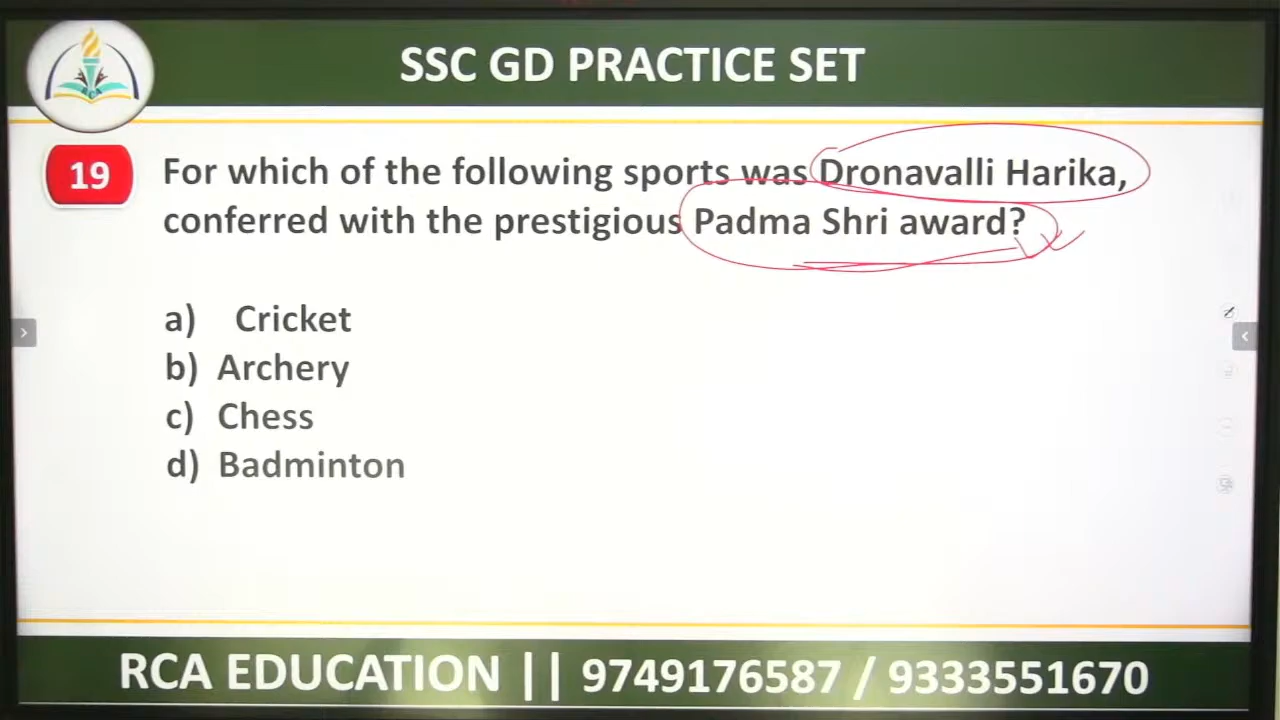 SSC GD PRACTICE SET
19 For which of the following sports was Dronavalli Harika,
conferred with the prestigious Padma Shri award?
a) Cricket
b) Archery
c) Chess
d) Badminton
RCA EDUCATION || 9749176587 / 9333551670